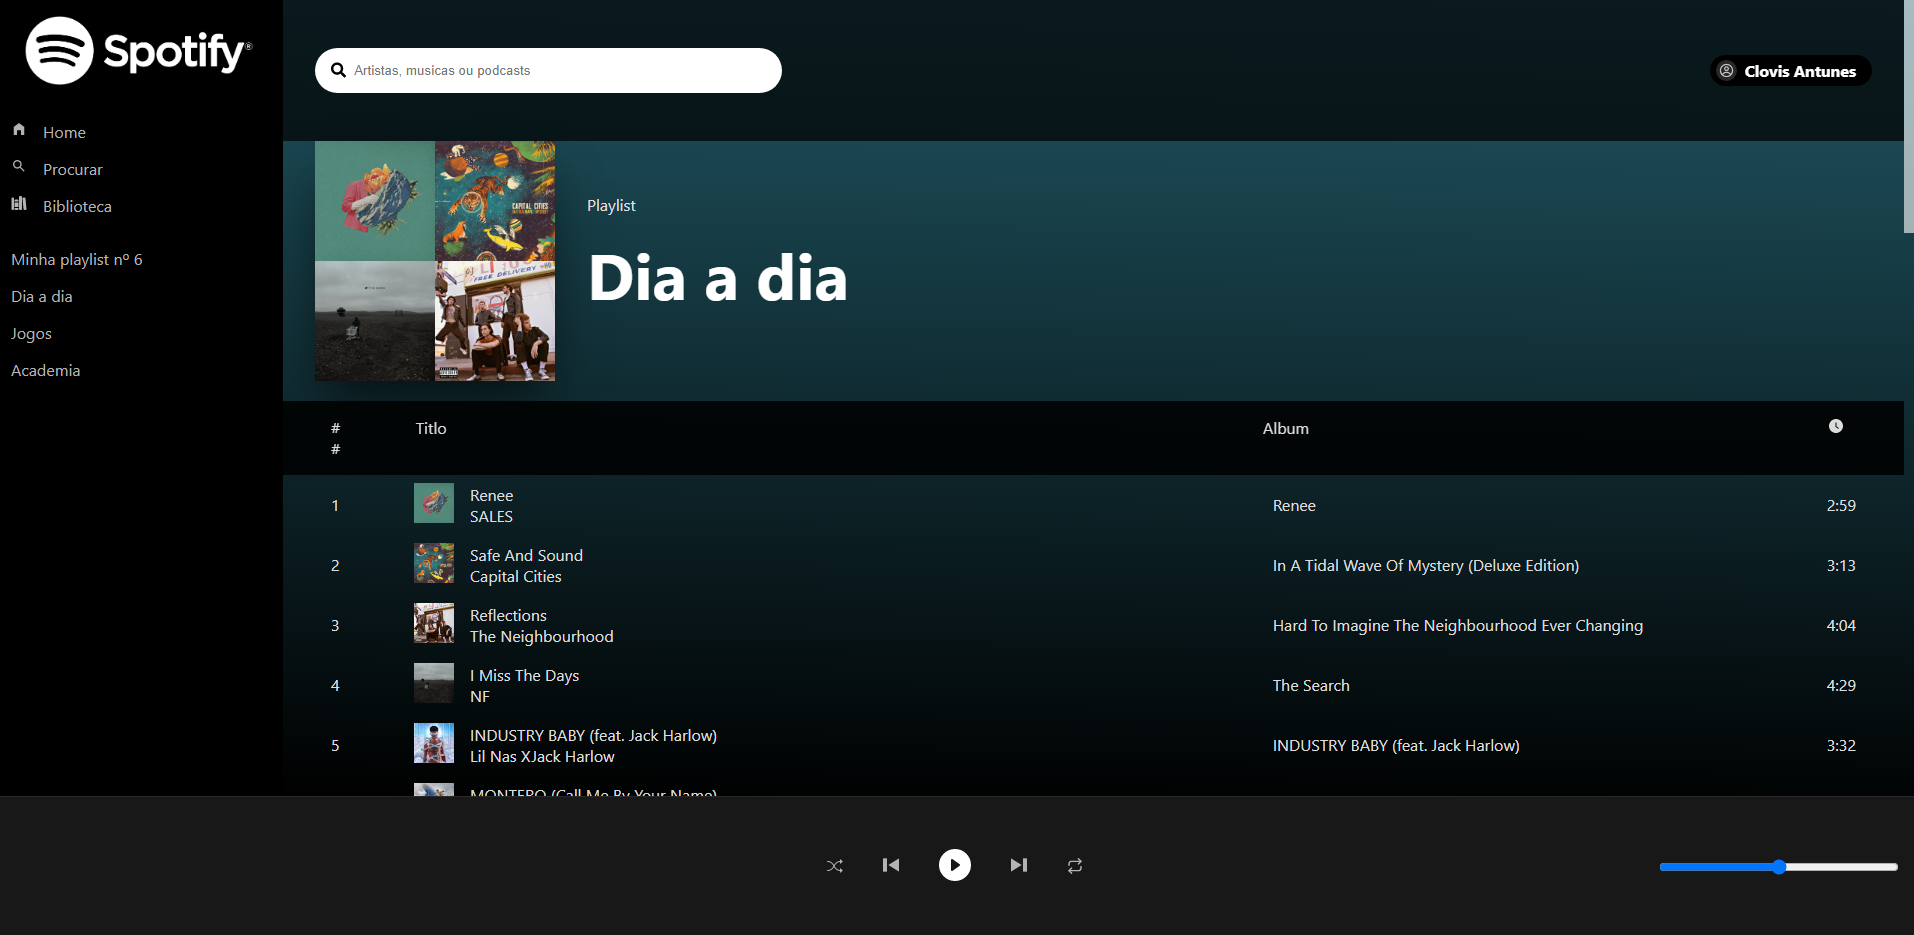 Spotify®
Artistas, musicas ou podcasts
Clovis Antunes
Home
Procurar
Biblioteca
Minha playlist nº 6
Dia a dia
Jogos
Academia
CAPITAL CITIES
FREE DELIVERY
Playlist
Dia a dia
# Titlo Album
#
1 Renee Renee 2:59
SALES
2 Safe And Sound In A Tidal Wave Of Mystery (Deluxe Edition) 3:13
Capital Cities
3 Reflections Hard To Imagine The Neighbourhood Ever Changing 4:04
The Neighbourhood
4 I Miss The Days The Search 4:29
NF
5 INDUSTRY BABY (feat. Jack Harlow) INDUSTRY BABY (feat. Jack Harlow) 3:32
Lil Nas XJack Harlow
MONTERO (Call Me By Your Name)